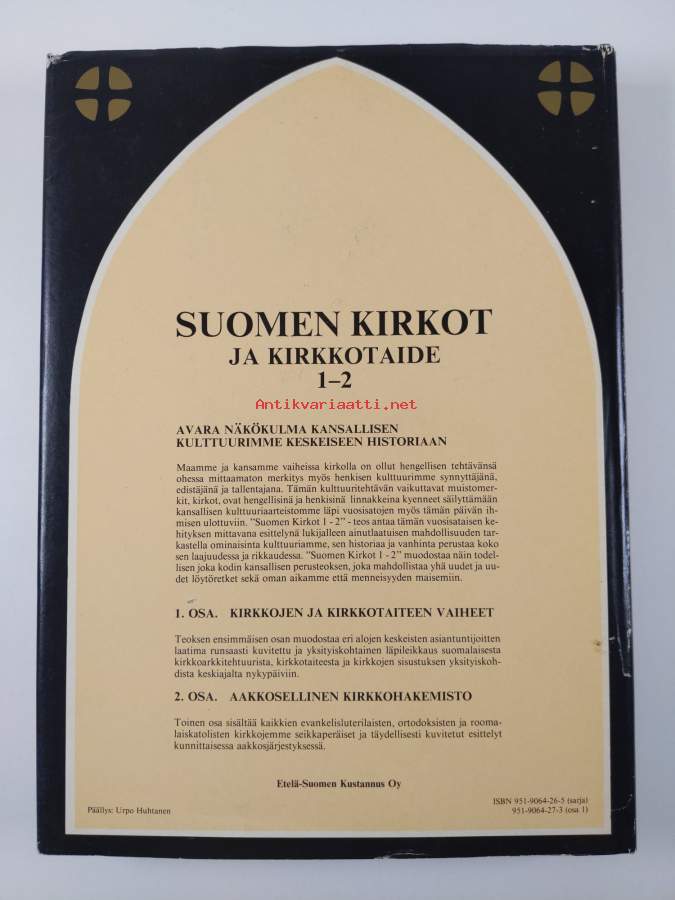 SUOMEN KIRKOT
JA KIRKKOTAIDE
1–2
Antikvariaatti.net
AVARA NÄKÖKULMA KANSALLISEN
KULTTUURIMME KESKEISEEN HISTORIAAN
Maamme ja kansamme vaiheissa kirkolla on ollut hengellisen tehtävänsä
ohessa mittaamaton merkitys myös henkisen kulttuurimme synnyttäjänä,
edistäjänä ja tallentajana. Tämän kulttuuritehtävän vaikuttavat muistomer-
kit, kirkot, ovat hengellisinä ja henkisinä linnakkeina kyenneet säilyttämään
kansallisen kulttuuriaarteistomme läpi vuosisatojen myös tämän päivän ih-
misen ulottuviin. "Suomen Kirkot 1 - 2" - teos antaa tämän vuosisataisen ke-
hityksen mittavana esittelynä lukijalleen ainutlaatuisen mahdollisuuden tar-
kastella ominaisinta kulttuuriamme, sen historiaa ja vanhinta perustaa koko
sen laajuudessa ja rikkaudessa. "Suomen Kirkot 1 - 2" muodostaa näin todel-
lisen joka kodin kansallisen perusteoksen, joka mahdollistaa yhä uudet ja uu-
det löytöretket sekä oman aikamme että menneisyyden maisemiin.
1. OSA. KIRKKOJEN JA KIRKKOTAITEEN VAIHEET
Teoksen ensimmäisen osan muodostaa eri alojen keskeisten asiantuntijoitten
laatima runsaasti kuvitettu ja yksityiskohtainen läpileikkaus suomalaisesta
kirkkoarkkitehtuurista, kirkkotaiteesta ja kirkkojen sisustuksen yksityiskoh-
dista keskiajalta nykypäiviin.
2. OSA. AAKKOSELLINEN KIRKKOHAKEMISTO
Toinen osa sisältää kaikkien evankelisluterilaisten, ortodoksisten ja rooma-
laiskatolisten kirkkojemme seikkaperäiset ja täydellisesti kuvitetut esittelyt
kunnittaisessa aakkosjärjestyksessä.
Etelä-Suomen Kustannus Oy
Päällys: Urpo Huhtanen
ISBN 951-9064-26-5 (sarja)
951-9064-27-3 (osa 1)